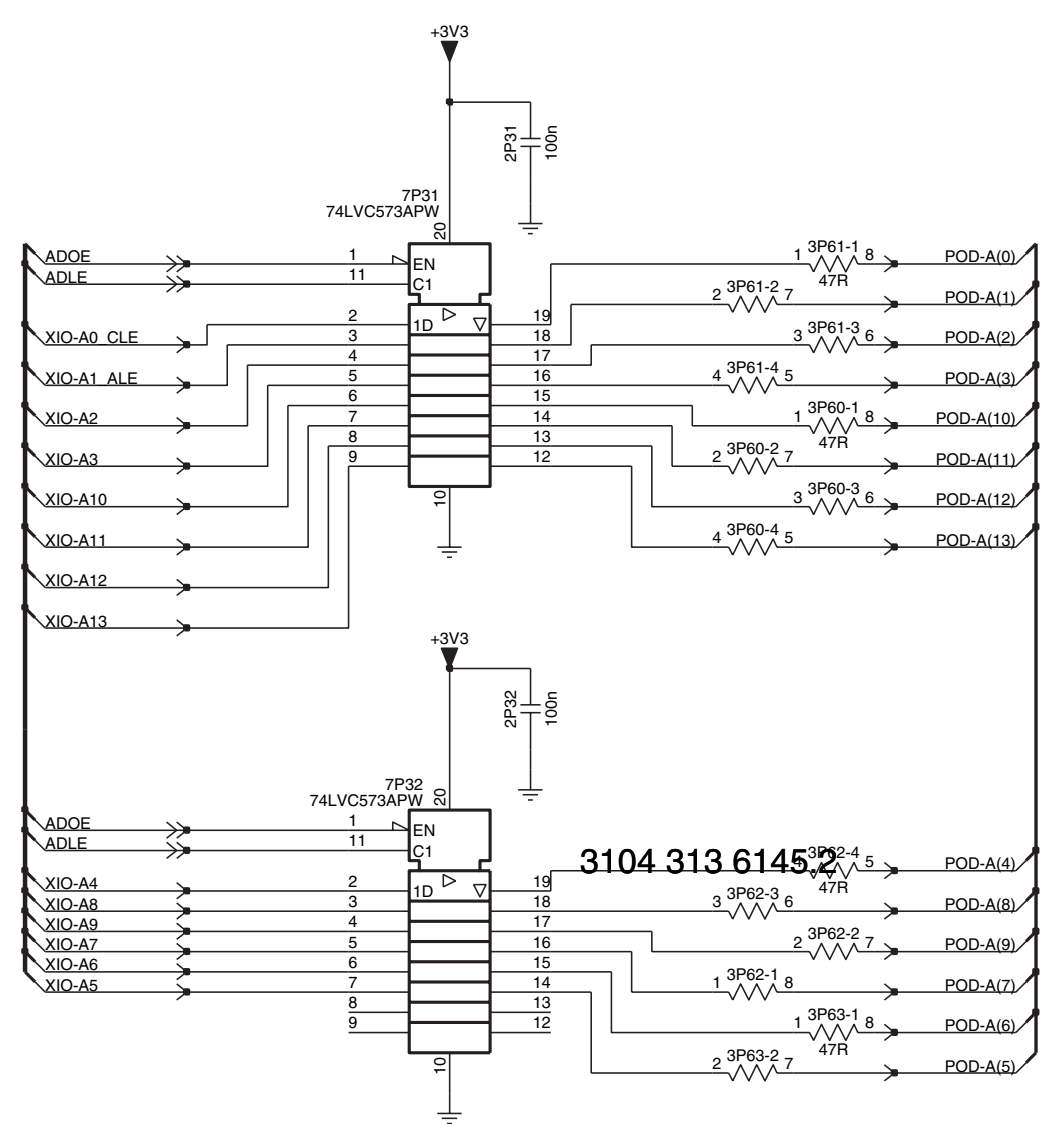 +3V3
2P31
100n
7P31
74LVC573APW
20
ADOE 1 EN 1 3P61-1 8 POD-A(0)
ADLE 11 C1 47R
2 3P61-2 7 POD-A(1)
XIO-A0_CLE 2 1D 19 3 3P61-3 6 POD-A(2)
3 18
XIO-A1_ALE 4 17 4 3P61-4 5 POD-A(3)
5 16
XIO-A2 6 15 1 3P60-1 8 POD-A(10)
47R
7 14
XIO-A3 8 13 2 3P60-2 7 POD-A(11)
9 12
XIO-A10 10 3 3P60-3 6 POD-A(12)
XIO-A11 4 3P60-4 5 POD-A(13)
XIO-A12
XIO-A13
+3V3
2P32
100n
7P32
74LVC573APW
20
ADOE 1 EN
ADLE 11 C1
3104 313 6145.2 4 3P62-4 5 POD-A(4)
47R
XIO-A4 2 1D 19
XIO-A8 3 18 3 3P62-3 6 POD-A(8)
XIO-A9 4 17
XIO-A7 5 16 2 3P62-2 7 POD-A(9)
XIO-A6 6 15
XIO-A5 7 14 1 3P62-1 8 POD-A(7)
8 13
9 12 1 3P63-1 8 POD-A(6)
47R
10 2 3P63-2 7 POD-A(5)